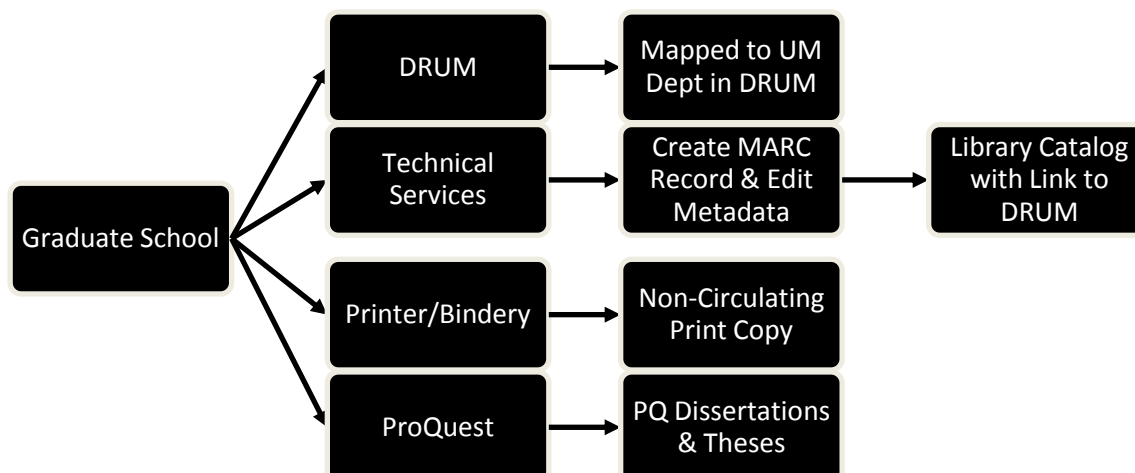 Graduate School
DRUM
Mapped to UM
Dept in DRUM
Technical
Services
Create MARC
Record & Edit
Metadata
Library Catalog
with Link to
DRUM
Printer/Bindery
Non-Circulating
Print Copy
ProQuest
PQ Dissertations
& Theses